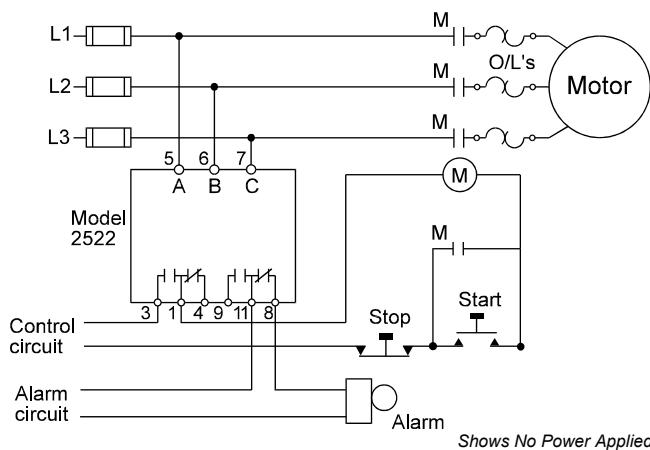 L1
M
O/L's
L2
M
Motor
L3
M
5 6 7
A B C
M
Model
2522
M
3 1 4 9 11 8
Start
Stop
Control
circuit
Alarm
circuit
Alarm
Shows No Power Applied